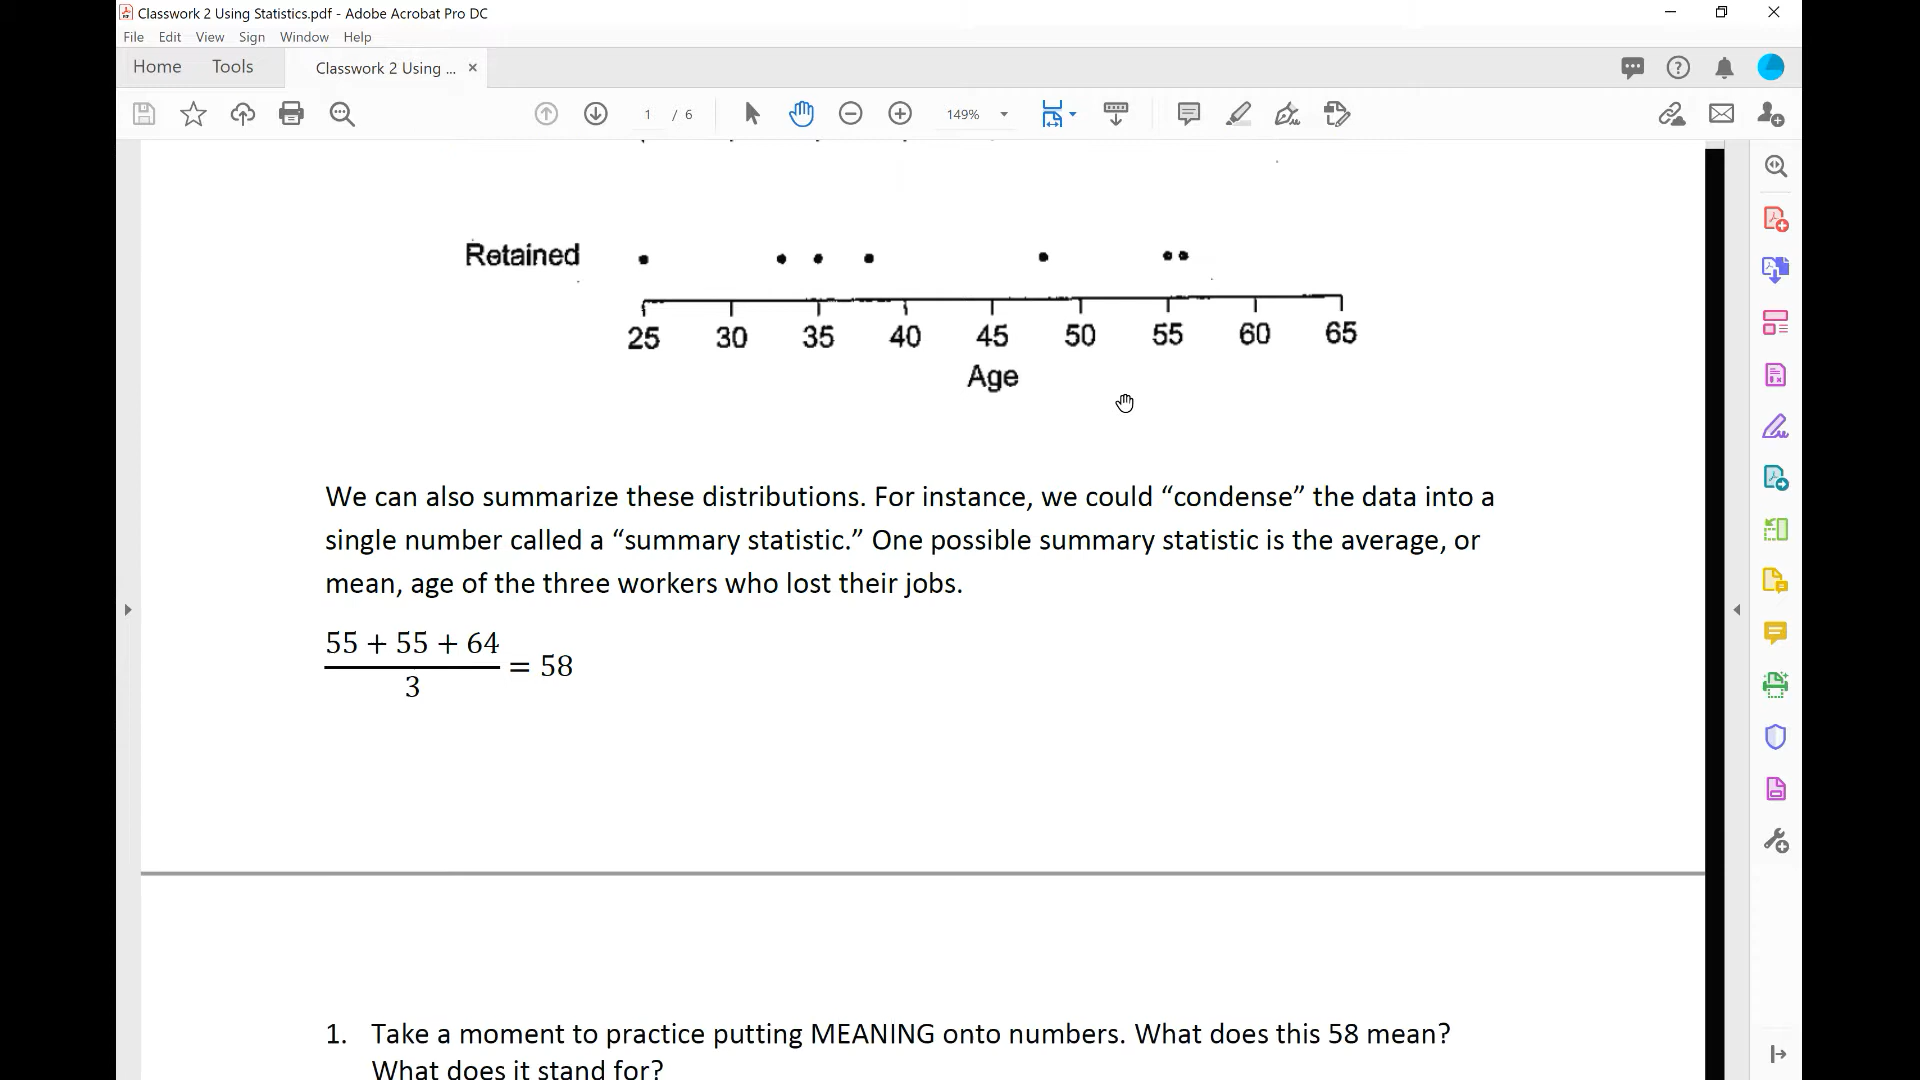 Classwork 2 Using Statistics.pdf - Adobe Acrobat Pro DC
File Edit View Sign Window Help
Home Tools Classwork 2 Using ... ×
1 / 6 149%
Retained
25 30 35 40 45 50 55 60 65
Age
We can also summarize these distributions. For instance, we could “condense” the data into a
single number called a “summary statistic.” One possible summary statistic is the average, or
mean, age of the three workers who lost their jobs.
55 + 55 + 64
= 58
3
1. Take a moment to practice putting MEANING onto numbers. What does this 58 mean?
What does it stand for?